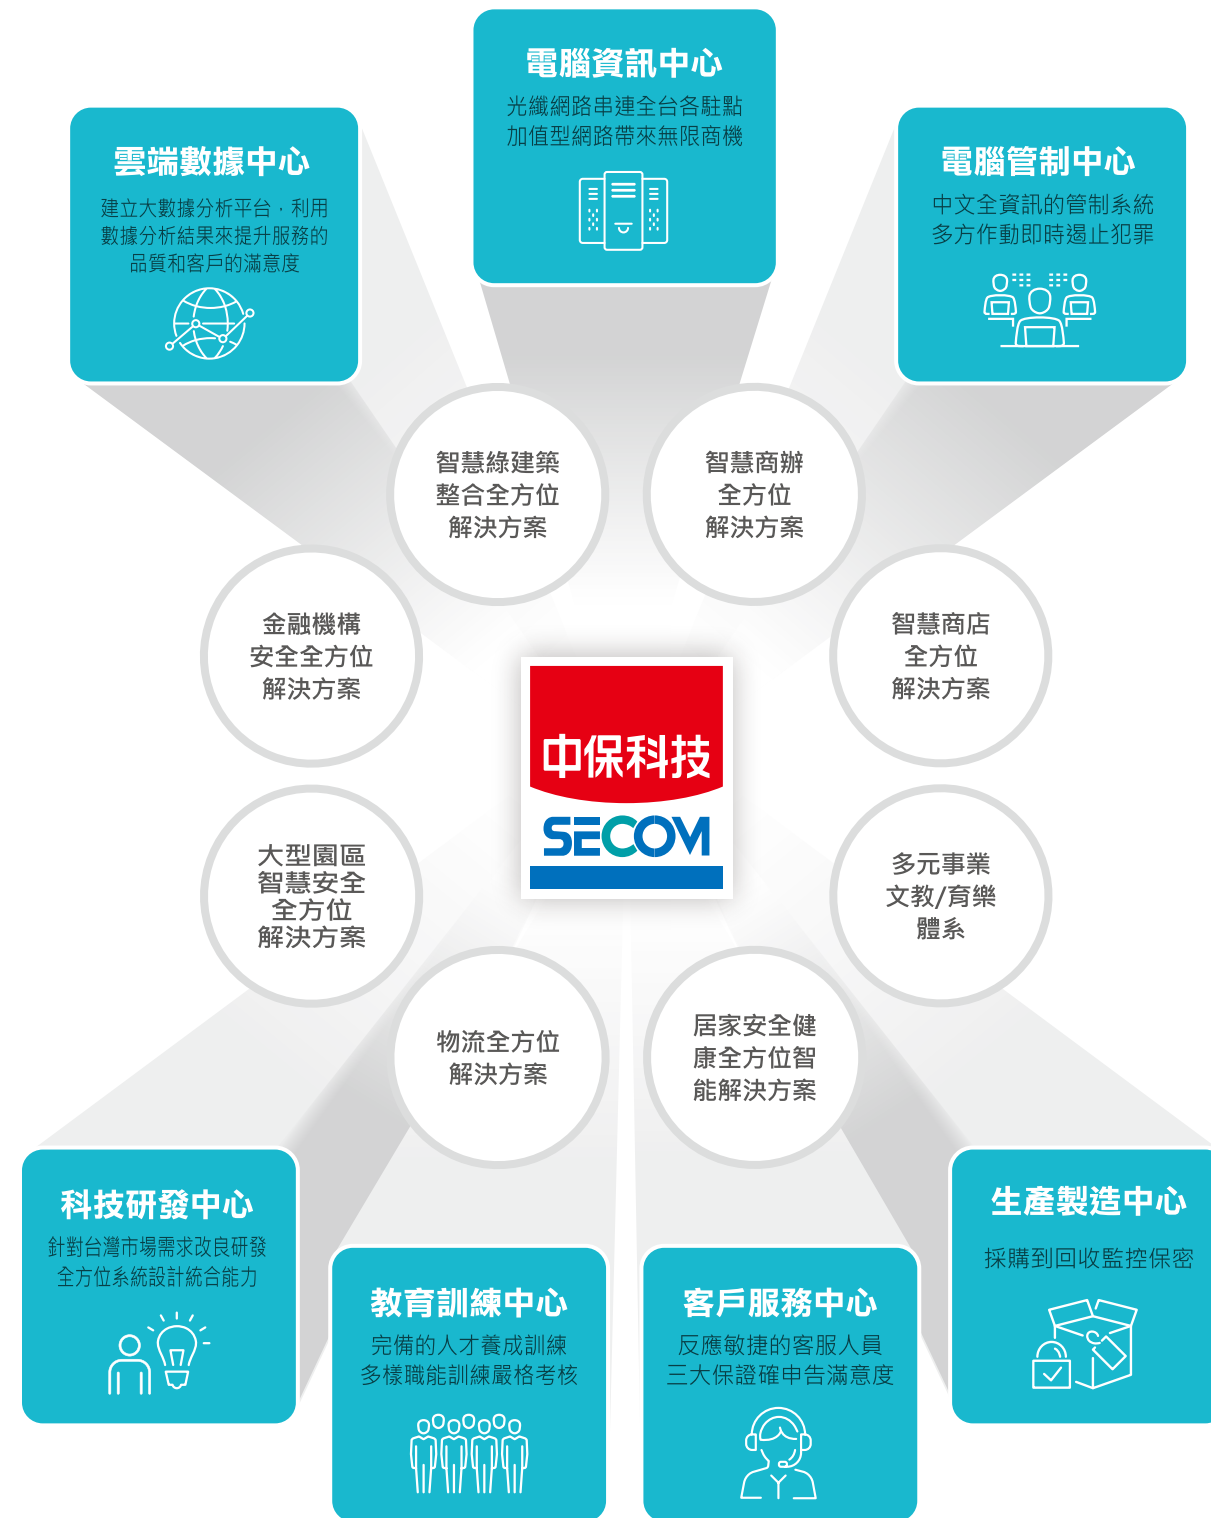 電腦資訊中心
光纖網路串連全台各駐點
加值型網路帶來無限商機
雲端數據中心
建立大數據分析平台，利用
數據分析結果來提升服務的
品質和客戶的滿意度
電腦管制中心
中文全資訊的管制系統
多方作動即時遏止犯罪
智慧綠建築
整合全方位
解決方案
智慧商辦
全方位
解決方案
金融機構
安全全方位
解決方案
智慧商店
全方位
解決方案
中保科技
SECOM
大型園區
智慧安全
全方位
解決方案
多元事業
文教/育樂
體系
物流全方位
解決方案
居家安全健
康全方位智
能解決方案
科技研發中心
針對台灣市場需求改良研發
全方位系統設計統合能力
教育訓練中心
完備的人才養成訓練
多樣職能訓練嚴格考核
客戶服務中心
反應敏捷的客服人員
三大保證確申告滿意度
生產製造中心
採購到回收監控保密